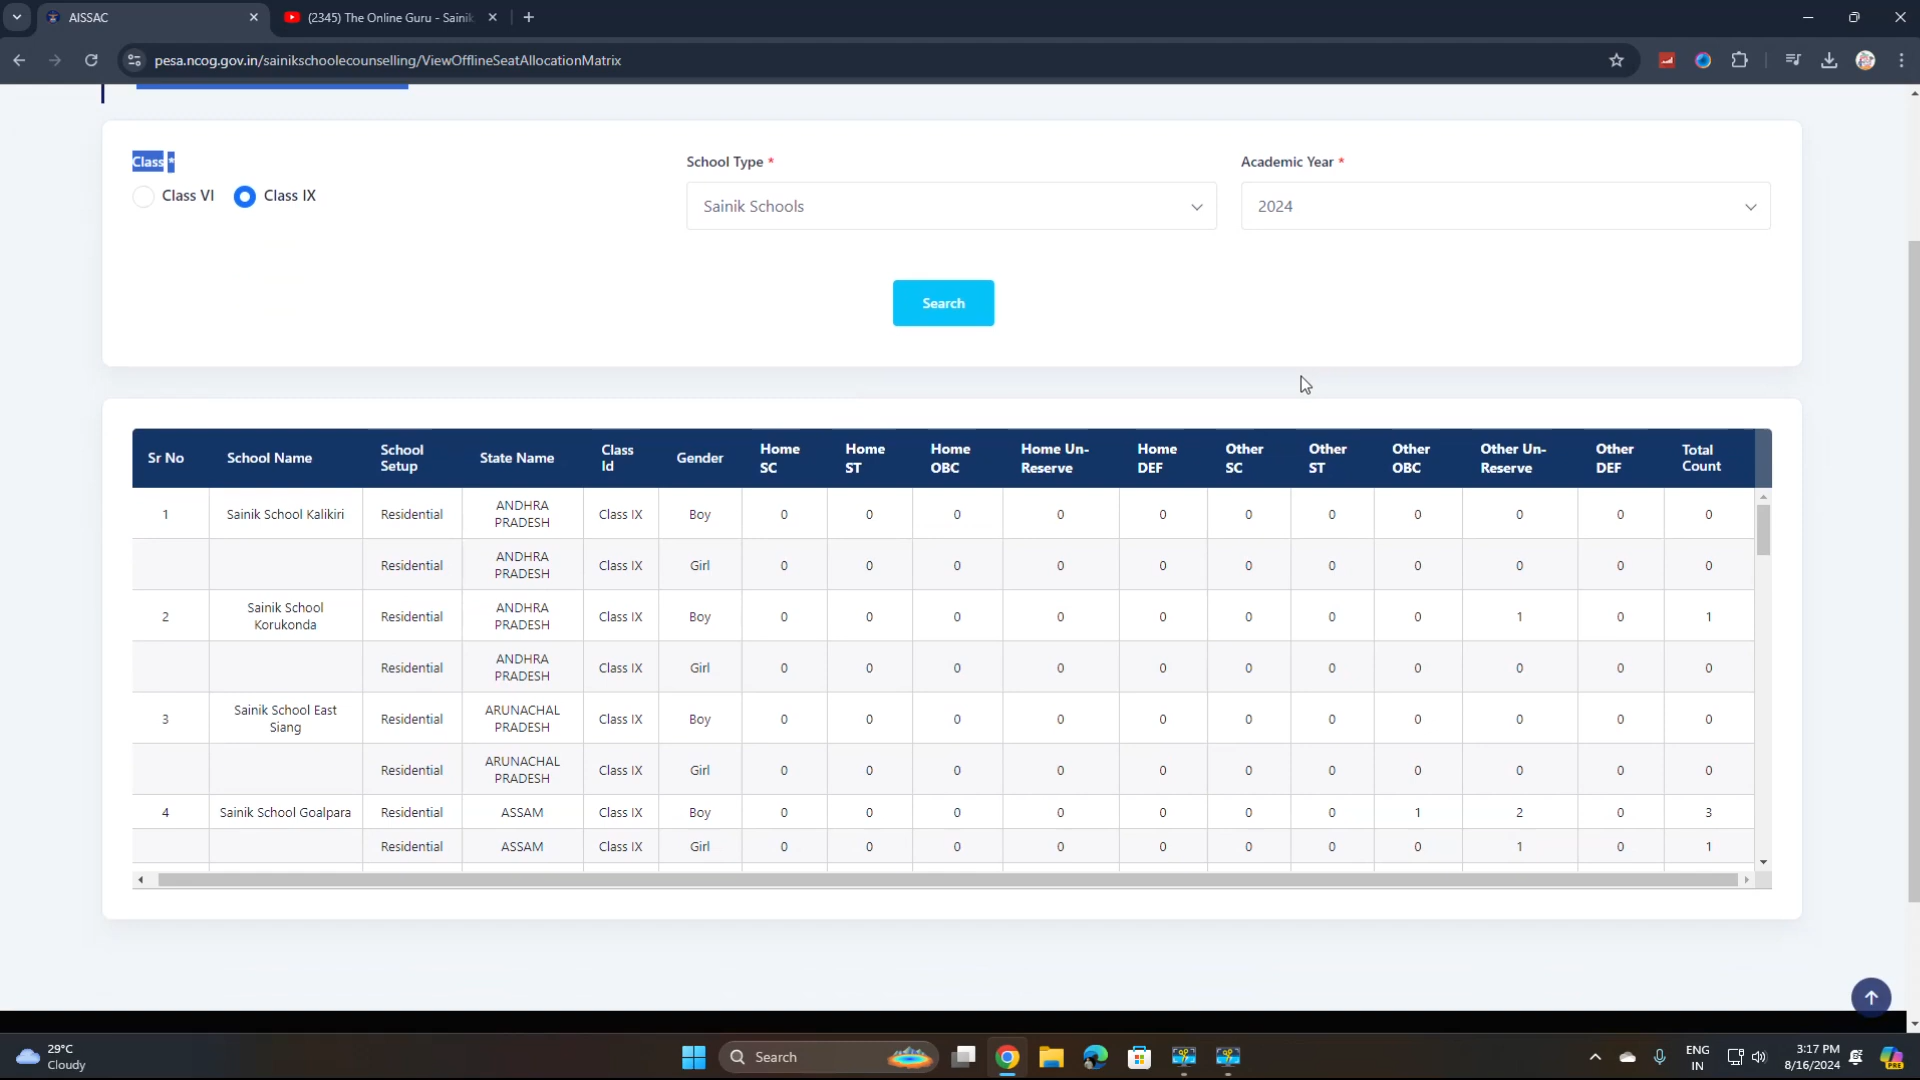 AISSAC
(2345) The Online Guru - Sainik
pesa.ncog.gov.in/sainikschoolecounselling/ViewOfflineSeatAllocationMatrix
Class *
School Type *
Academic Year *
Class VI
Class IX
Sainik Schools
2024
Search
Sr No School Name School Setup State Name Class Id Gender Home SC Home ST Home OBC Home Un-Reserve Home DEF Other SC Other ST Other OBC Other Un-Reserve Other DEF Total Count
1 Sainik School Kalikiri Residential ANDHRA PRADESH Class IX Boy 0 0 0 0 0 0 0 0 0 0 0
Residential ANDHRA PRADESH Class IX Girl 0 0 0 0 0 0 0 0 0 0 0
2 Sainik School Korukonda Residential ANDHRA PRADESH Class IX Boy 0 0 0 0 0 0 0 0 1 0 1
Residential ANDHRA PRADESH Class IX Girl 0 0 0 0 0 0 0 0 0 0 0
3 Sainik School East Siang Residential ARUNACHAL PRADESH Class IX Boy 0 0 0 0 0 0 0 0 0 0 0
Residential ARUNACHAL PRADESH Class IX Girl 0 0 0 0 0 0 0 0 0 0 0
4 Sainik School Goalpara Residential ASSAM Class IX Boy 0 0 0 0 0 0 0 1 2 0 3
Residential ASSAM Class IX Girl 0 0 0 0 0 0 0 0 1 0 1
29°C
Cloudy
Search
ENG
IN
3:17 PM
8/16/2024
PRE